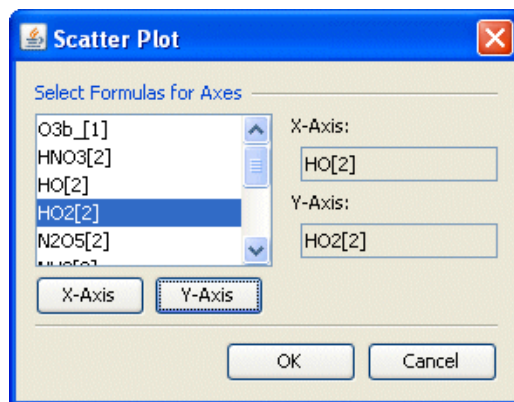 Scatter Plot
Select Formulas for Axes
O3b_[1]
HNO3[2]
HO[2]
HO2[2]
N2O5[2]
X-Axis:
HO[2]
Y-Axis:
HO2[2]
X-Axis Y-Axis
OK Cancel